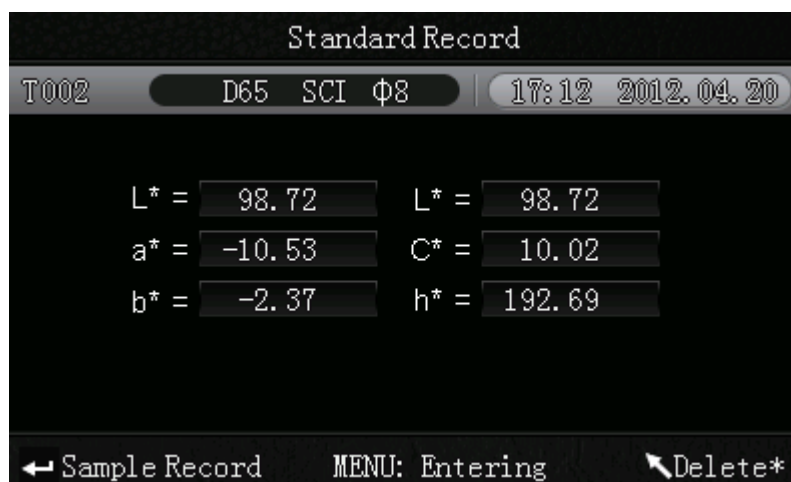 Standard Record
T002 D65 SCI Φ8 17:12 2012.04.20
L* = 98.72 L* = 98.72
a* = -10.53 C* = 10.02
b* = -2.37 h* = 192.69
Sample Record MENU: Entering Delete*